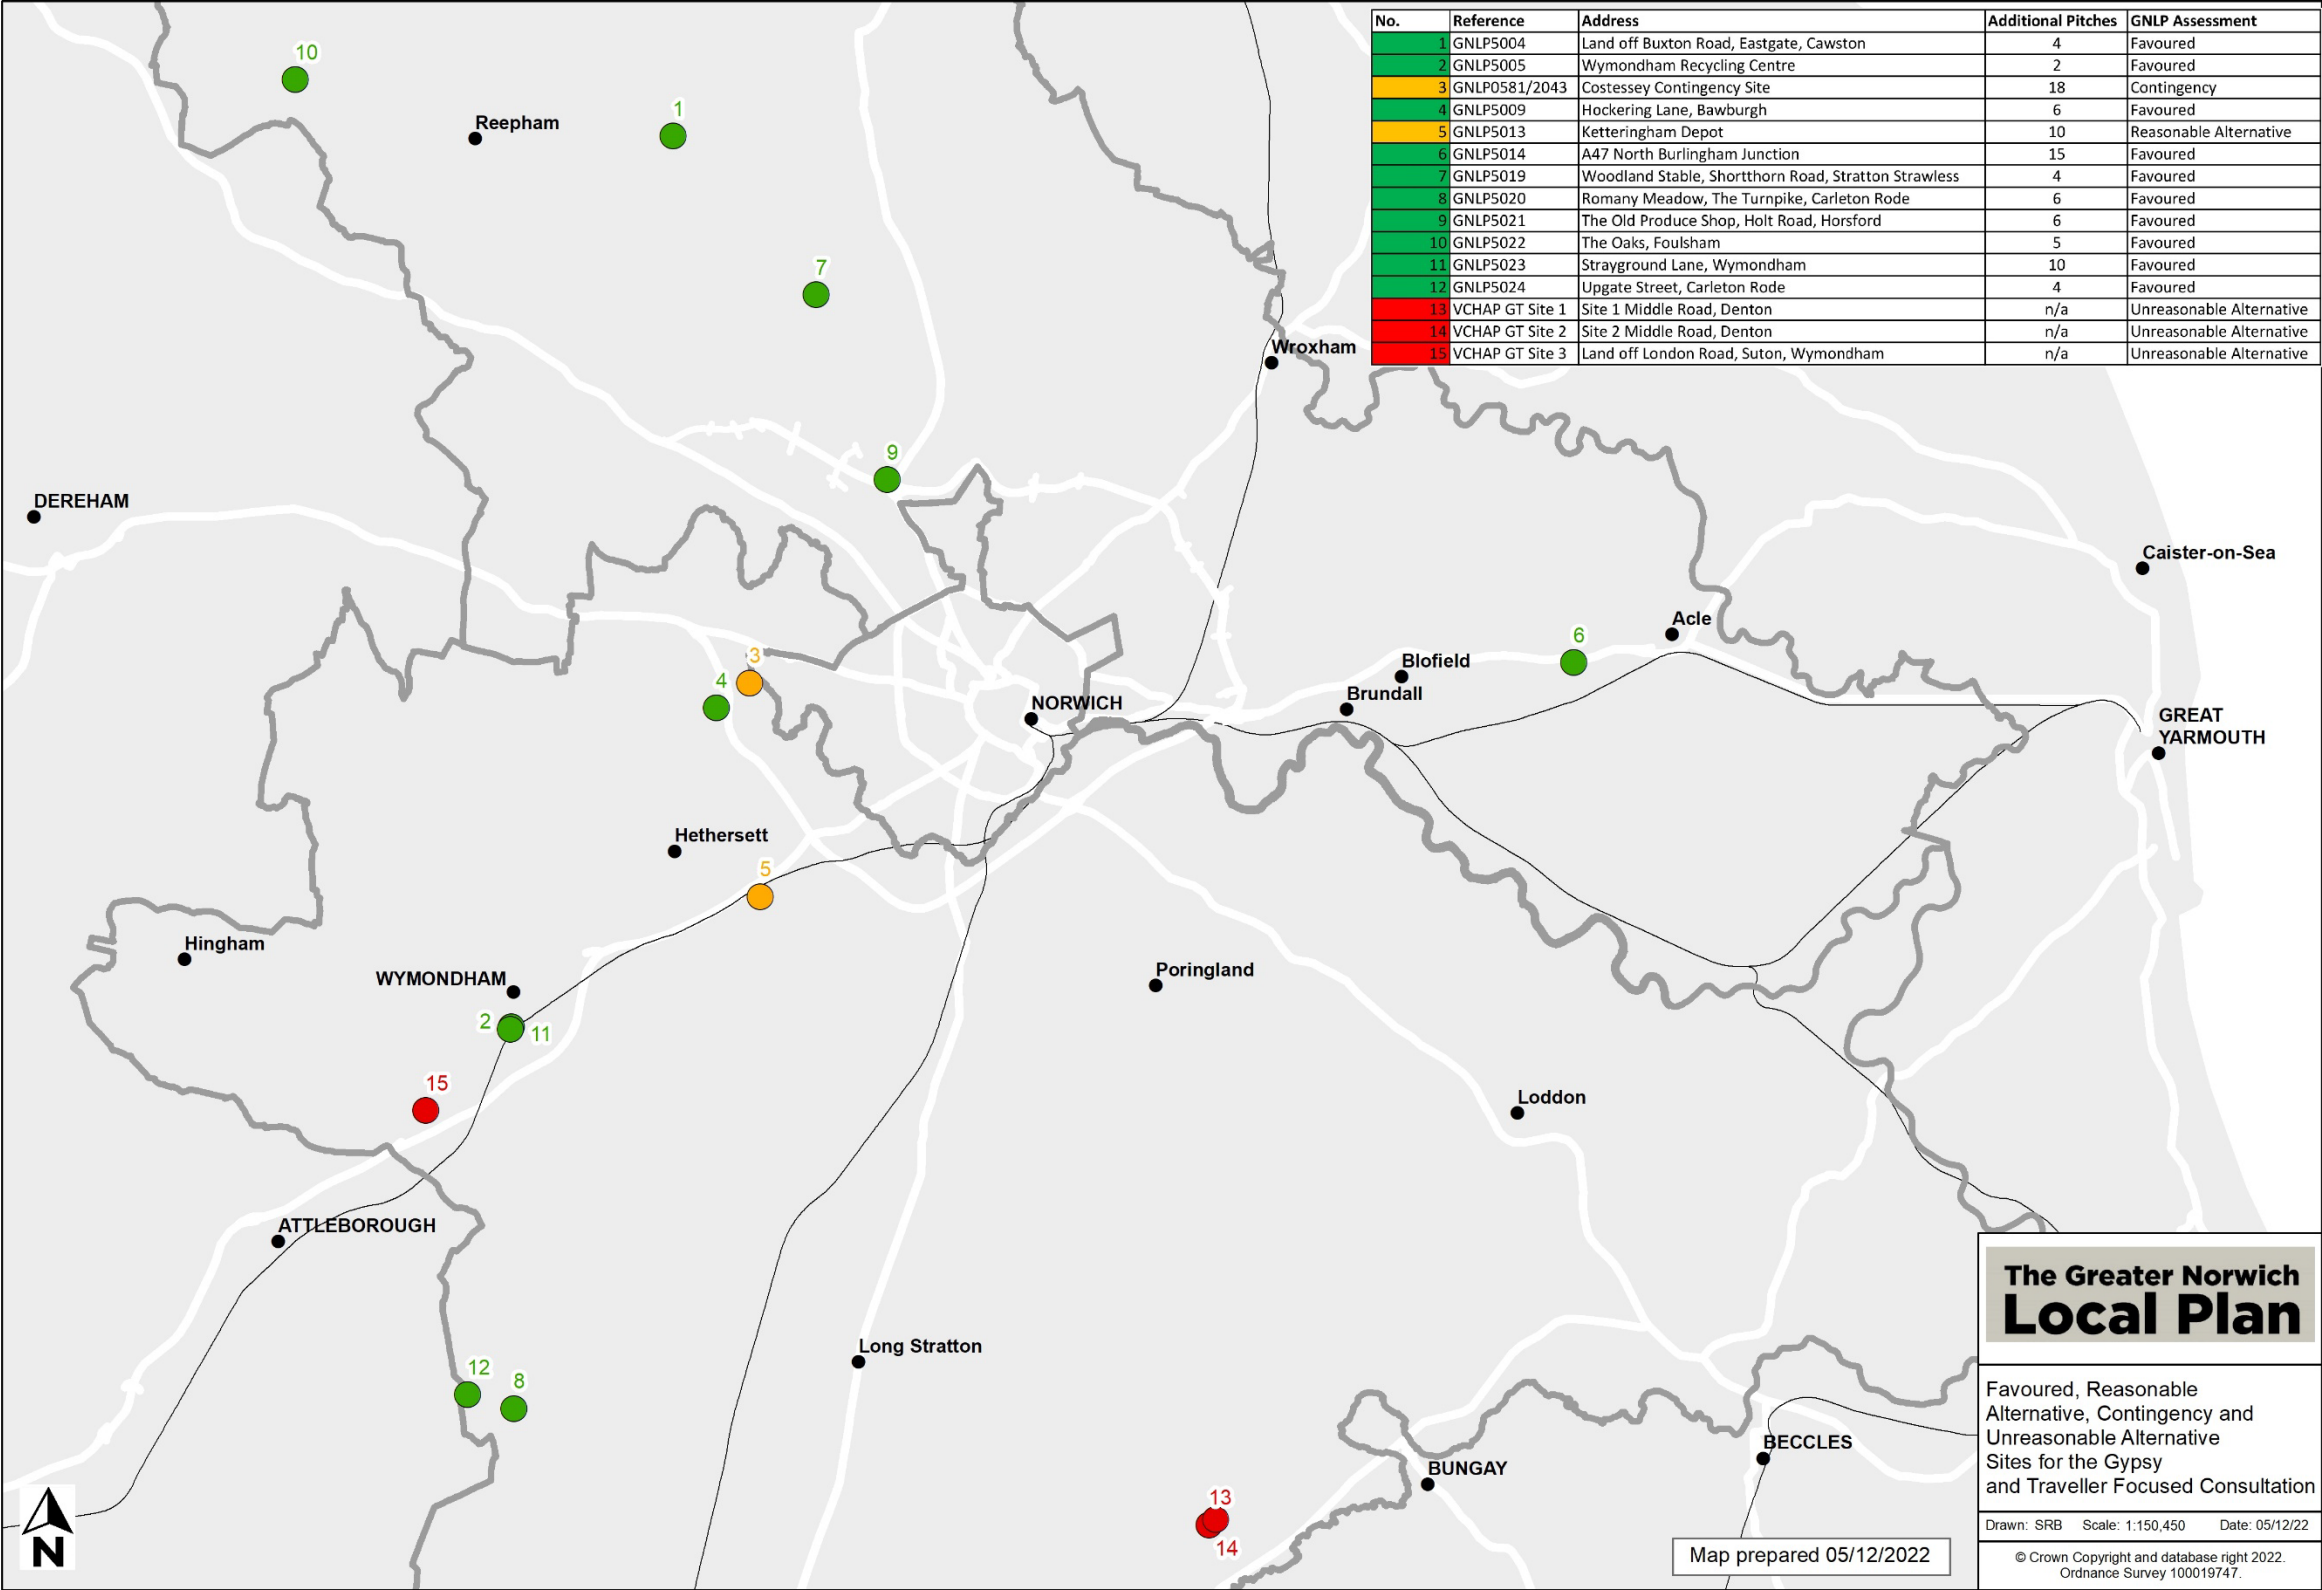 No. Reference Address Additional Pitches GNLP Assessment
1 GNLP5004 Land off Buxton Road, Eastgate, Cawston 4 Favoured
2 GNLP5005 Wymondham Recycling Centre 2 Favoured
3 GNLP0581/2043 Costessey Contingency Site 18 Contingency
4 GNLP5009 Hockering Lane, Bawburgh 6 Favoured
5 GNLP5013 Ketteringham Depot 10 Reasonable Alternative
6 GNLP5014 A47 North Burlingham Junction 15 Favoured
7 GNLP5019 Woodland Stable, Shortthorn Road, Stratton Strawless 4 Favoured
8 GNLP5020 Romany Meadow, The Turnpike, Carleton Rode 6 Favoured
9 GNLP5021 The Old Produce Shop, Holt Road, Horsford 6 Favoured
10 GNLP5022 The Oaks, Foulsham 5 Favoured
11 GNLP5023 Strayground Lane, Wymondham 10 Favoured
12 GNLP5024 Upgate Street, Carleton Rode 4 Favoured
13 VCHAP GT Site 1 Site 1 Middle Road, Denton n/a Unreasonable Alternative
14 VCHAP GT Site 2 Site 2 Middle Road, Denton n/a Unreasonable Alternative
15 VCHAP GT Site 3 Land off London Road, Suton, Wymondham n/a Unreasonable Alternative
10
1
Reepham
7
Wroxham
9
DEREHAM
Caister-on-Sea
Acle
6
3
Blofield
4
Brundall
NORWICH
GREAT
YARMOUTH
Hethersett
5
Hingham
Poringland
WYMONDHAM
2
11
15
Loddon
ATTLEBOROUGH
Long Stratton
12
8
BECCLES
BUNGAY
13
14
N
Map prepared 05/12/2022
The Greater Norwich
Local Plan
Favoured, Reasonable
Alternative, Contingency and
Unreasonable Alternative
Sites for the Gypsy
and Traveller Focused Consultation
Drawn: SRB Scale: 1:150,450 Date: 05/12/22
© Crown Copyright and database right 2022.
Ordnance Survey 100019747.